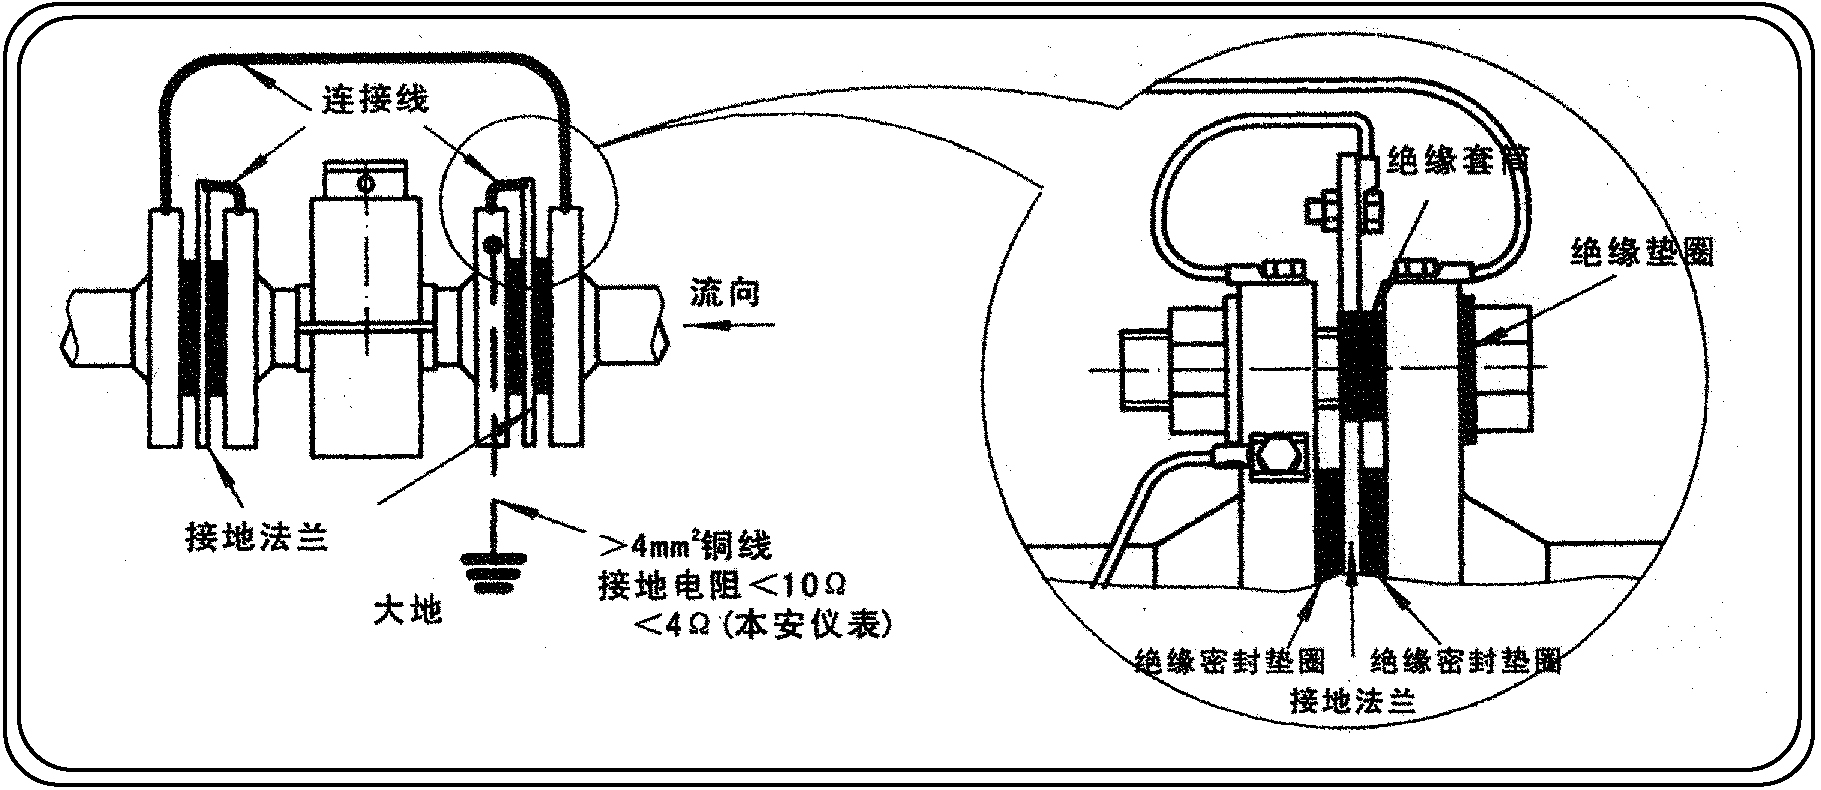 连接线
绝缘套筒
绝缘垫圈
流向
接地法兰
>4mm²铜线
接地电阻<10Ω
<4Ω(本安仪表)
大地
绝缘密封垫圈
绝缘密封垫圈
接地法兰